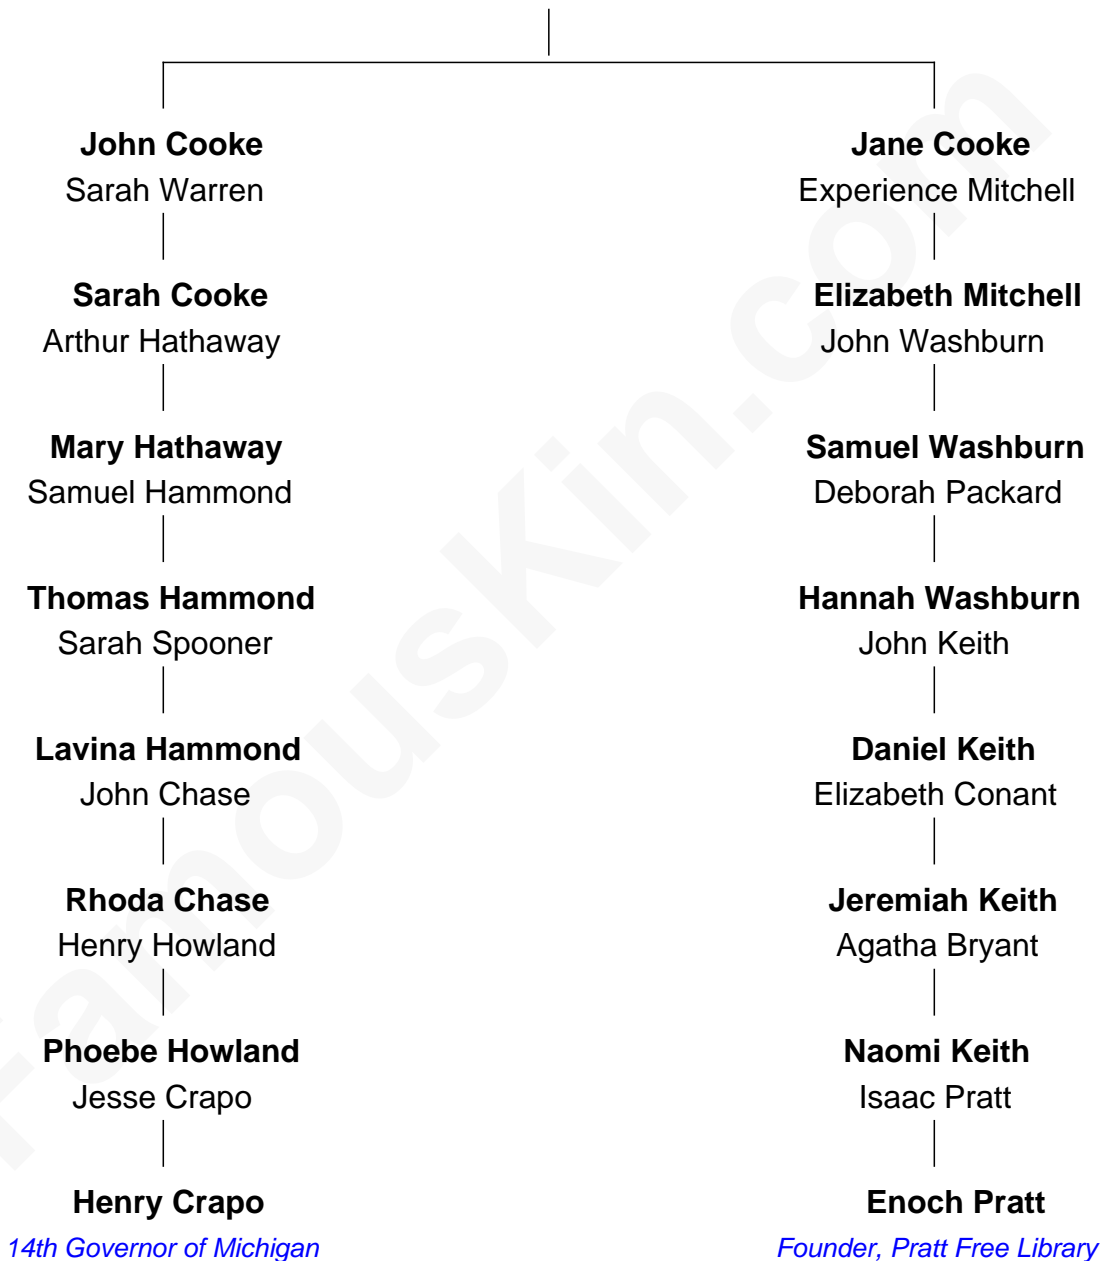 John Cooke
Sarah Warren
Jane Cooke
Experience Mitchell
Sarah Cooke
Arthur Hathaway
Elizabeth Mitchell
John Washburn
Mary Hathaway
Samuel Hammond
Samuel Washburn
Deborah Packard
Thomas Hammond
Sarah Spooner
Hannah Washburn
John Keith
Lavina Hammond
John Chase
Daniel Keith
Elizabeth Conant
Rhoda Chase
Henry Howland
Jeremiah Keith
Agatha Bryant
Phoebe Howland
Jesse Crapo
Naomi Keith
Isaac Pratt
Henry Crapo
14th Governor of Michigan
Enoch Pratt
Founder, Pratt Free Library
FamousKin.com